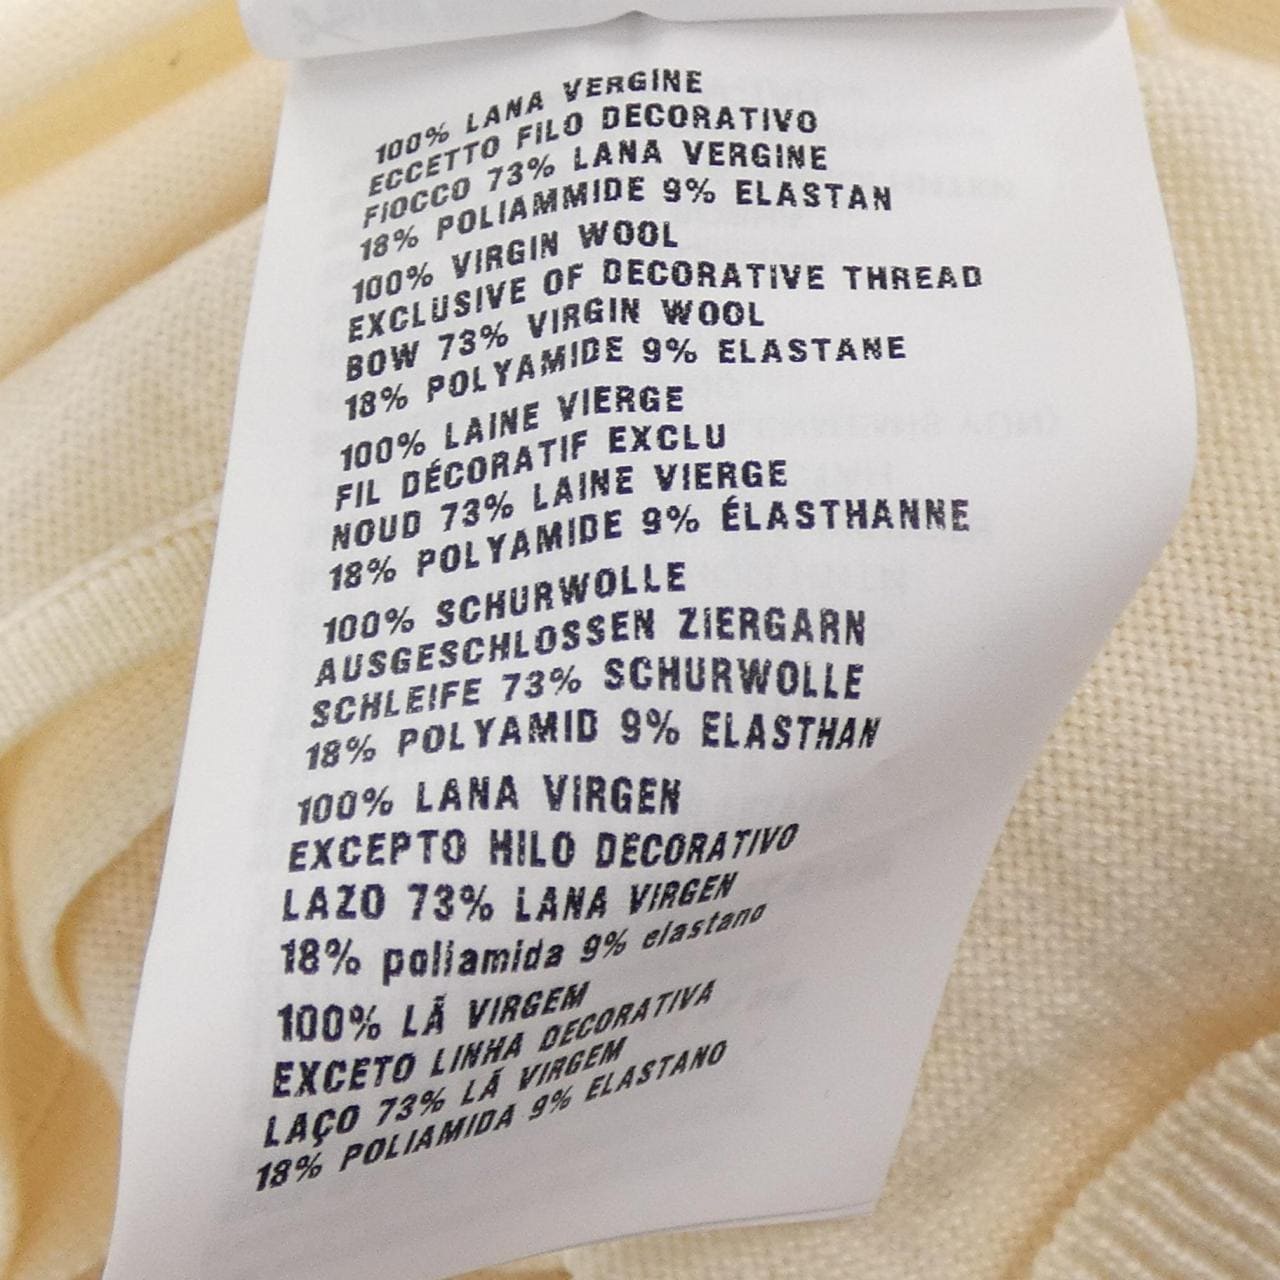 100% LANA VERGINE
ECCETTO FILO DECORATIVO
FIOCCO 73% LANA VERGINE
18% POLIAMMIDE 9% ELASTAN
100% VIRGIN WOOL
EXCLUSIVE OF DECORATIVE THREAD
BOW 73% VIRGIN WOOL
18% POLYAMIDE 9% ELASTANE
100% LAINE VIERGE
FIL DÉCORATIF EXCLU
NOUD 73% LAINE VIERGE
18% POLYAMIDE 9% ÉLASTHANNE
100% SCHURWOLLE
AUSGESCHLOSSEN ZIERGARN
SCHLEIFE 73% SCHURWOLLE
18% POLYAMID 9% ELASTHAN
100% LANA VIRGEN
EXCEPTO HILO DECORATIVO
LAZO 73% LANA VIRGEN
18% poliamida 9% elastano
100% LÃ VIRGEM
EXCETO LINHA DECORATIVA
LAÇO 73% LÃ VIRGEM
18% POLIAMIDA 9% ELASTANO